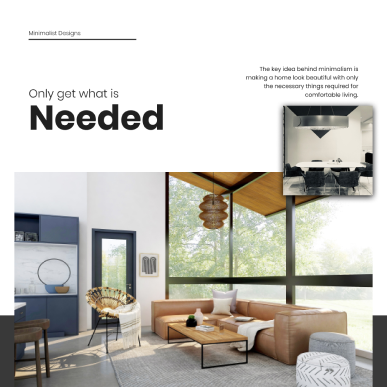 Minimalist Designs
The key idea behind minimalism is
making a home look beautiful with only
the necessary things required for
comfortable living.
Only get what is
Needed